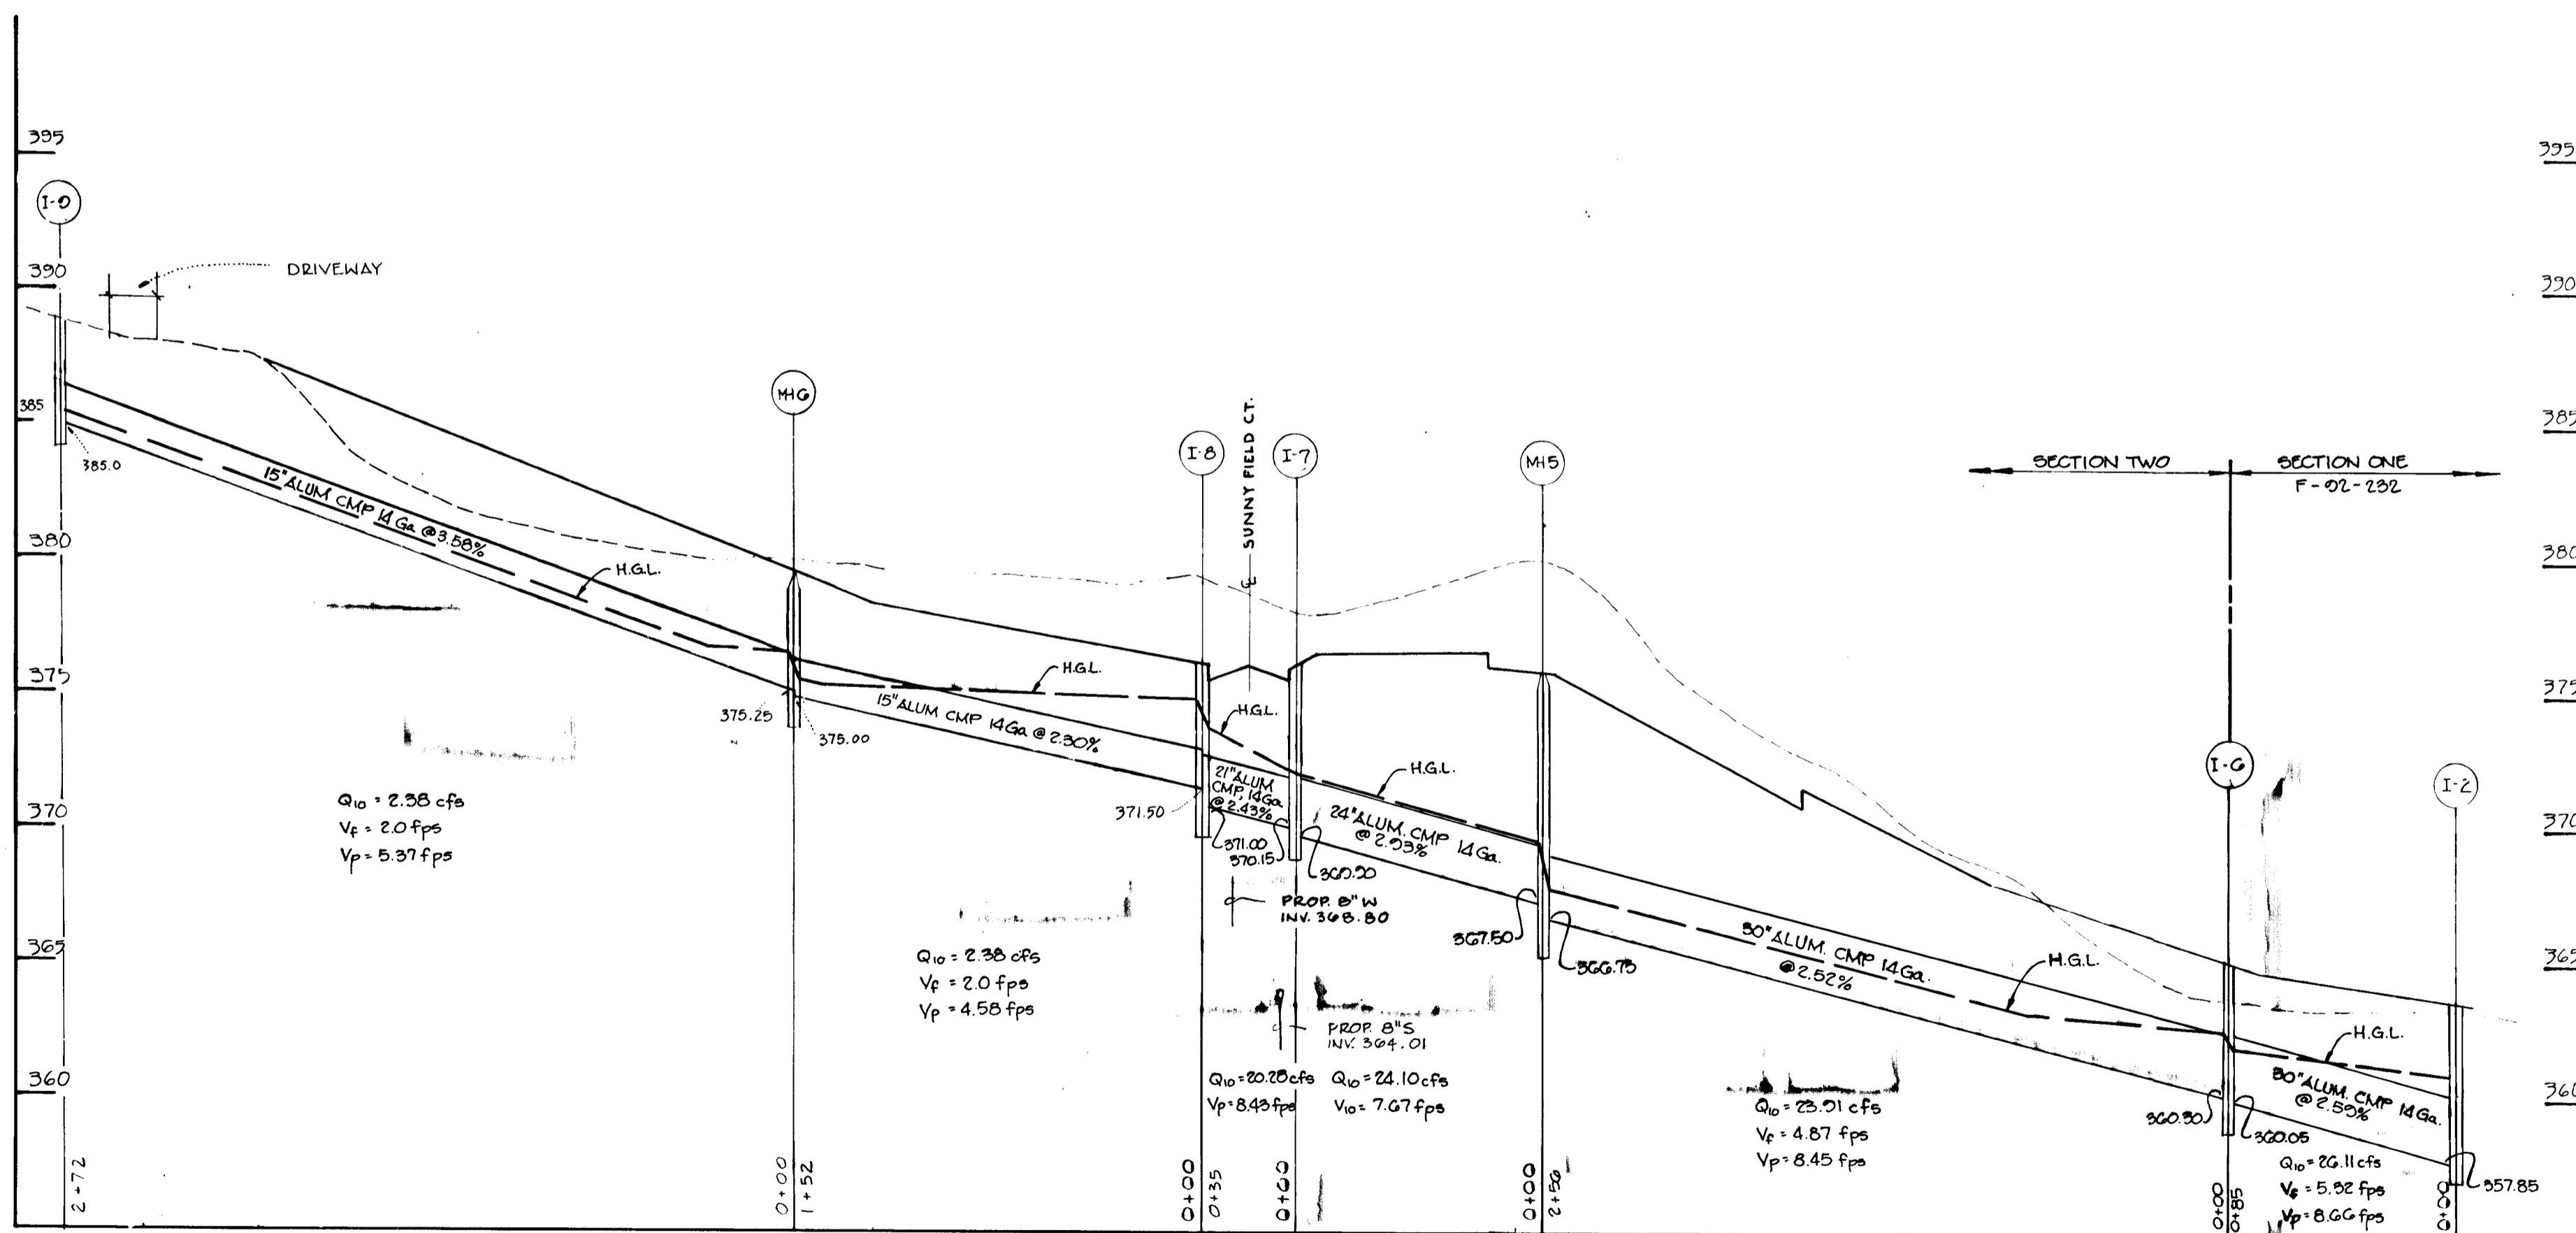 395
390
385
380
375
370
365
360
I-9
DRIVEWAY
385.0
15" ALUM CMP 14 Ga @ 3.58%
H.G.L.
Q10 = 2.38 cfs
Vf = 2.0 fps
Vp = 5.37 fps
2+72
MH6
375.25
375.00
15" ALUM CMP 14Ga @ 2.30%
H.G.L.
Q10 = 2.38 cfs
Vf = 2.0 fps
Vp = 4.58 fps
0+00
1+52
I-8
SUNNY FIELD CT.
I-7
H.G.L.
21" ALUM
CMP, 14Ga
@ 2.43%
371.50
371.00
370.15
369.90
PROP. 8" W
INV. 368.80
PROP. 8" S
INV. 364.01
Q10 = 20.28 cfs
Vp = 8.43 fps
0+00
0+35
H.G.L.
24" ALUM. CMP 14 Ga.
@ 2.93%
Q10 = 24.10 cfs
V10 = 7.67 fps
MH5
367.50
366.75
0+00
2+56
30" ALUM. CMP 14 Ga.
@ 2.52%
H.G.L.
Q10 = 23.91 cfs
Vf = 4.87 fps
Vp = 8.45 fps
SECTION TWO
SECTION ONE
F-92-232
I-6
360.30
360.05
0+00
0+85
H.G.L.
30" ALUM. CMP 14 Ga.
@ 2.59%
Q10 = 26.11 cfs
Vf = 5.32 fps
Vp = 8.66 fps
I-2
357.85
0+00
395
390
385
380
375
370
365
360